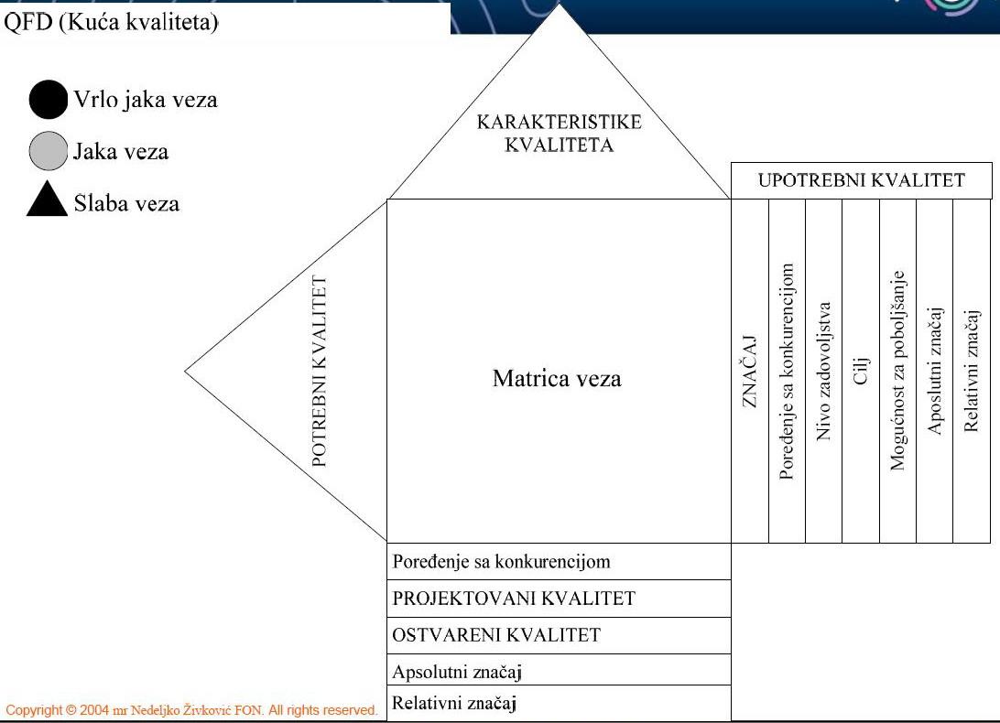 QFD (Kuća kvaliteta)
Vrlo jaka veza
Jaka veza
Slaba veza
KARAKTERISTIKE
KVALITETA
UPOTREBNI KVALITET
POTREBNI KVALITET
Matrica veza
ZNAČAJ
Poređenje sa konkurencijom
Nivo zadovoljstva
Cilj
Mogućnost za poboljšanje
Aposlutni značaj
Relativni značaj
Poređenje sa konkurencijom
PROJEKTOVANI KVALITET
OSTVARENI KVALITET
Apsolutni značaj
Relativni značaj
Copyright © 2004 mr Nedeljko Živković FON. All rights reserved.